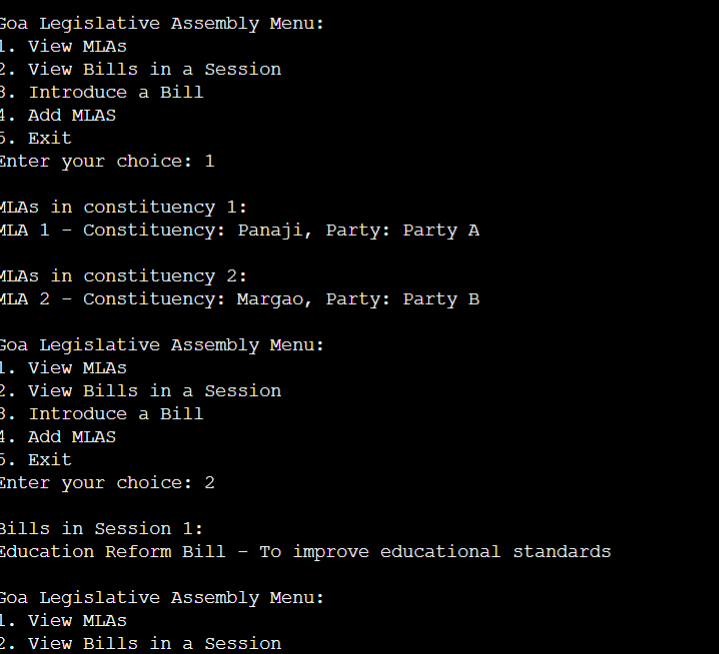 Goa Legislative Assembly Menu:
1. View MLAs
2. View Bills in a Session
3. Introduce a Bill
4. Add MLAS
5. Exit
Enter your choice: 1
MLAs in constituency 1:
MLA 1 - Constituency: Panaji, Party: Party A
MLAs in constituency 2:
MLA 2 - Constituency: Margao, Party: Party B
Goa Legislative Assembly Menu:
1. View MLAs
2. View Bills in a Session
3. Introduce a Bill
4. Add MLAS
5. Exit
Enter your choice: 2
Bills in Session 1:
Education Reform Bill - To improve educational standards
Goa Legislative Assembly Menu:
1. View MLAs
2. View Bills in a Session